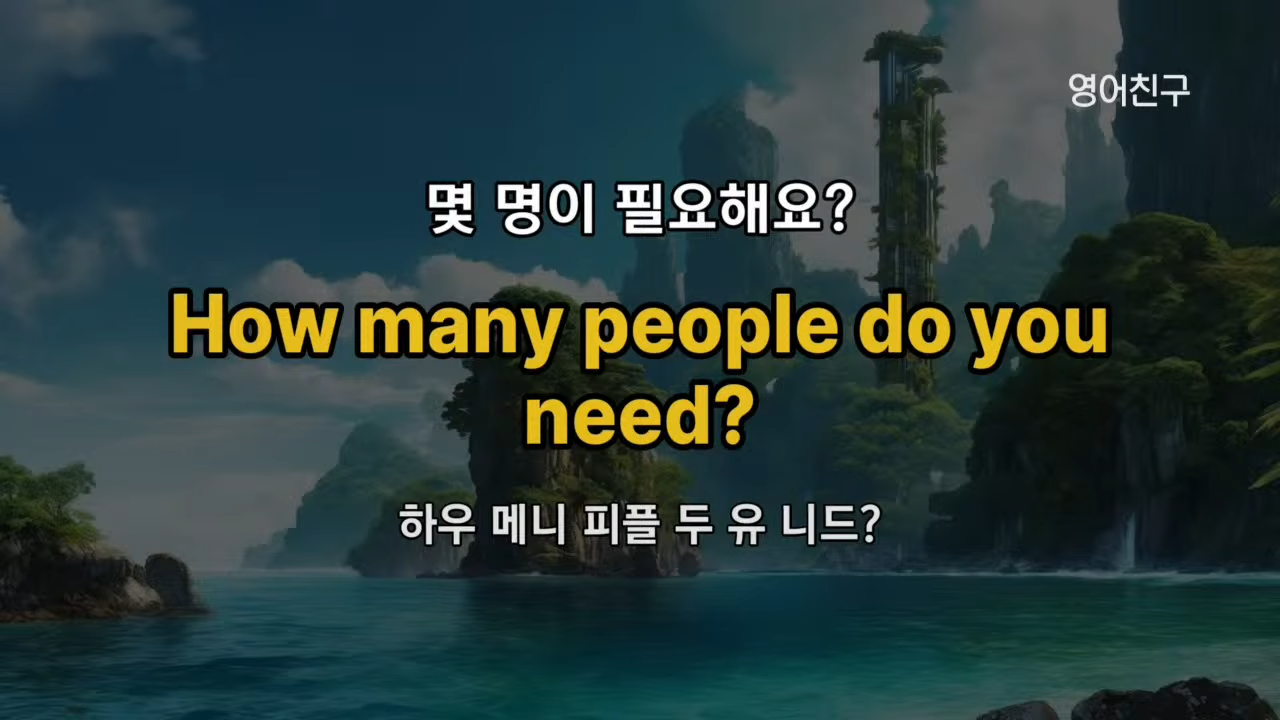 영어친구
몇 명이 필요해요?
How many people do you
need?
하우 메니 피플 두 유 니드?